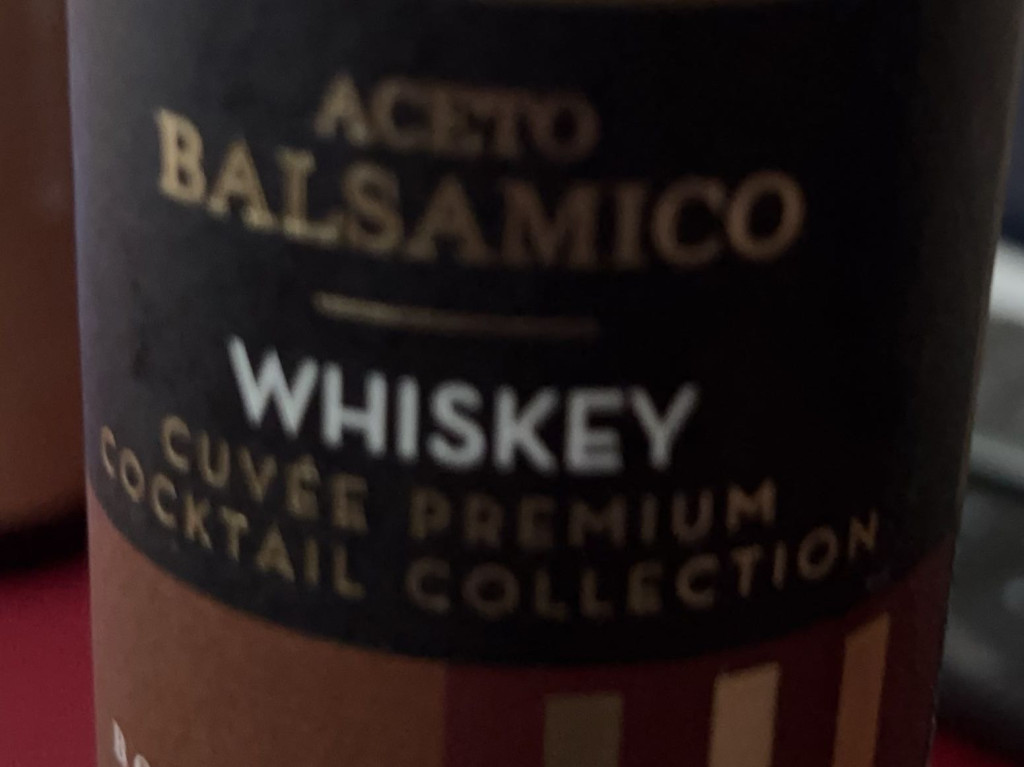 ACETO
BALSAMICO
WHISKEY
CUVÉE PREMIUM
COCKTAIL COLLECTION